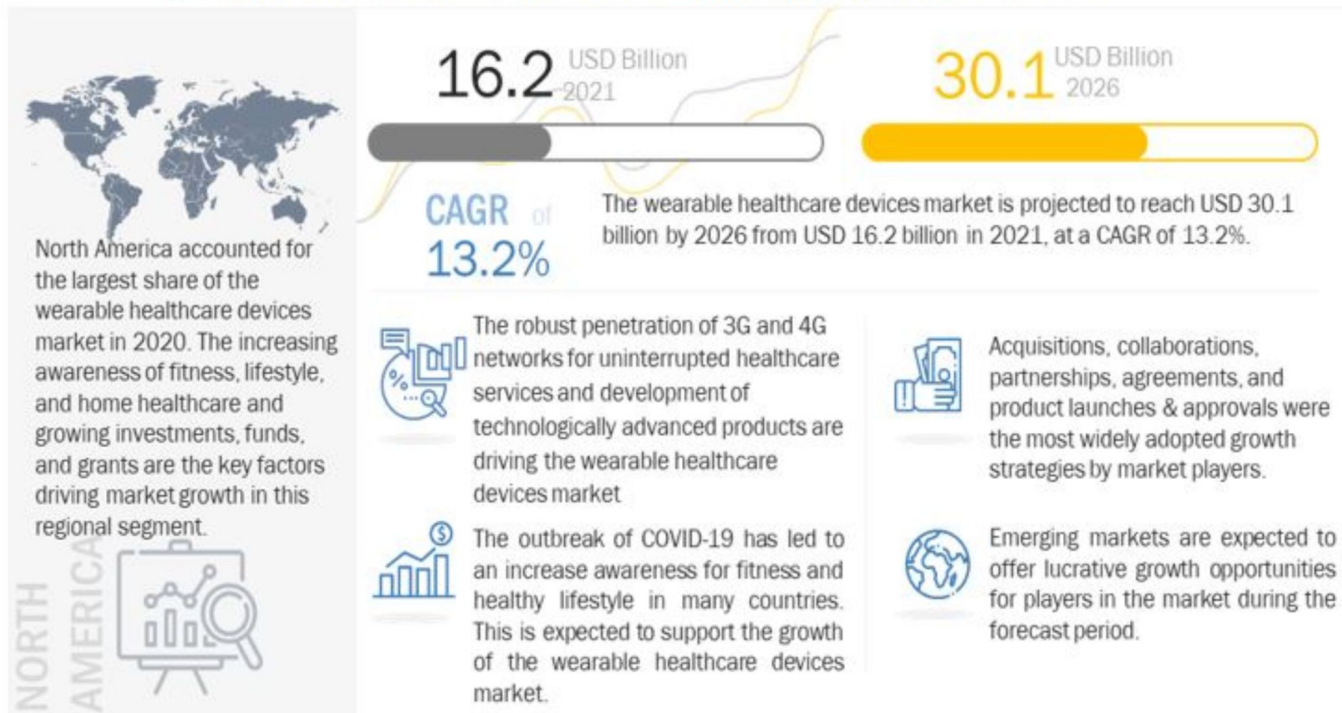 16.2
USD Billion
2021
30.1
USD Billion
2026
CAGR of
13.2%
The wearable healthcare devices market is projected to reach USD 30.1
billion by 2026 from USD 16.2 billion in 2021, at a CAGR of 13.2%.
North America accounted for
the largest share of the
wearable healthcare devices
market in 2020. The increasing
awareness of fitness, lifestyle,
and home healthcare and
growing investments, funds,
and grants are the key factors
driving market growth in this
regional segment.
NORTH
AMERICA
The robust penetration of 3G and 4G
networks for uninterrupted healthcare
services and development of
technologically advanced products are
driving the wearable healthcare
devices market
The outbreak of COVID-19 has led to
an increase awareness for fitness and
healthy lifestyle in many countries.
This is expected to support the growth
of the wearable healthcare devices
market.
Acquisitions, collaborations,
partnerships, agreements, and
product launches & approvals were
the most widely adopted growth
strategies by market players.
Emerging markets are expected to
offer lucrative growth opportunities
for players in the market during the
forecast period.